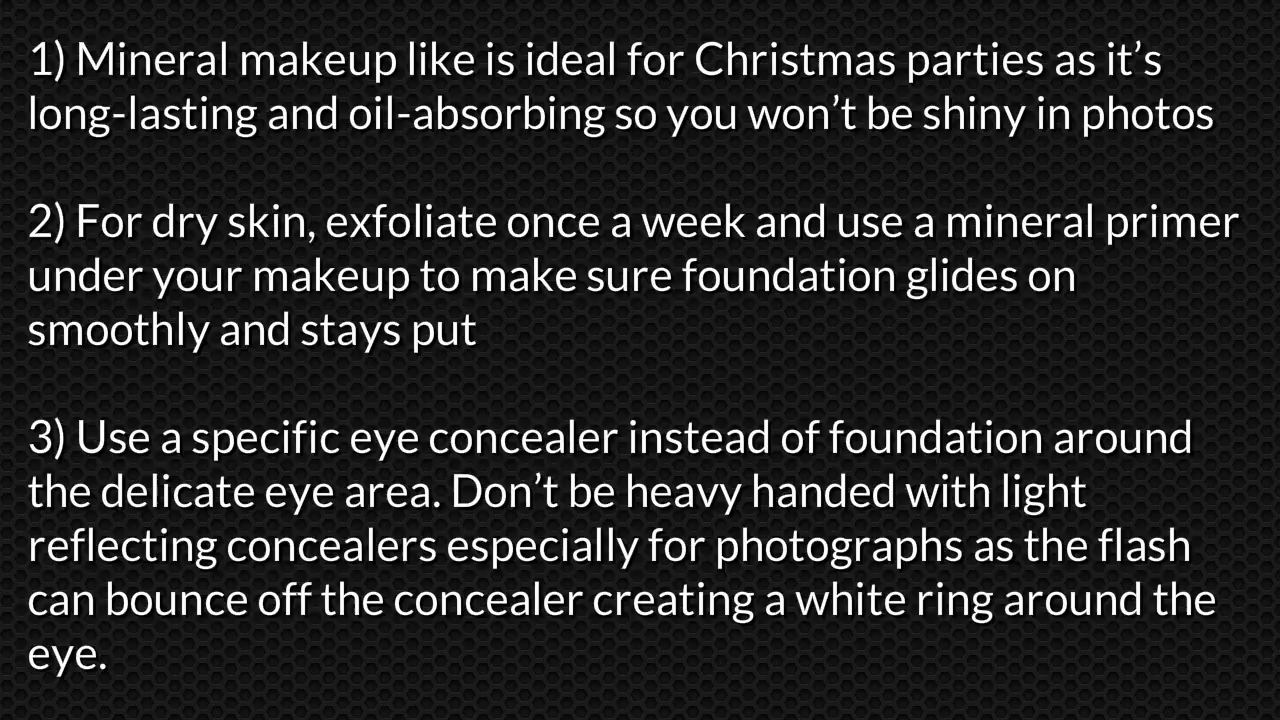 1) Mineral makeup like is ideal for Christmas parties as it’s
long-lasting and oil-absorbing so you won’t be shiny in photos
2) For dry skin, exfoliate once a week and use a mineral primer
under your makeup to make sure foundation glides on
smoothly and stays put
3) Use a specific eye concealer instead of foundation around
the delicate eye area. Don’t be heavy handed with light
reflecting concealers especially for photographs as the flash
can bounce off the concealer creating a white ring around the
eye.